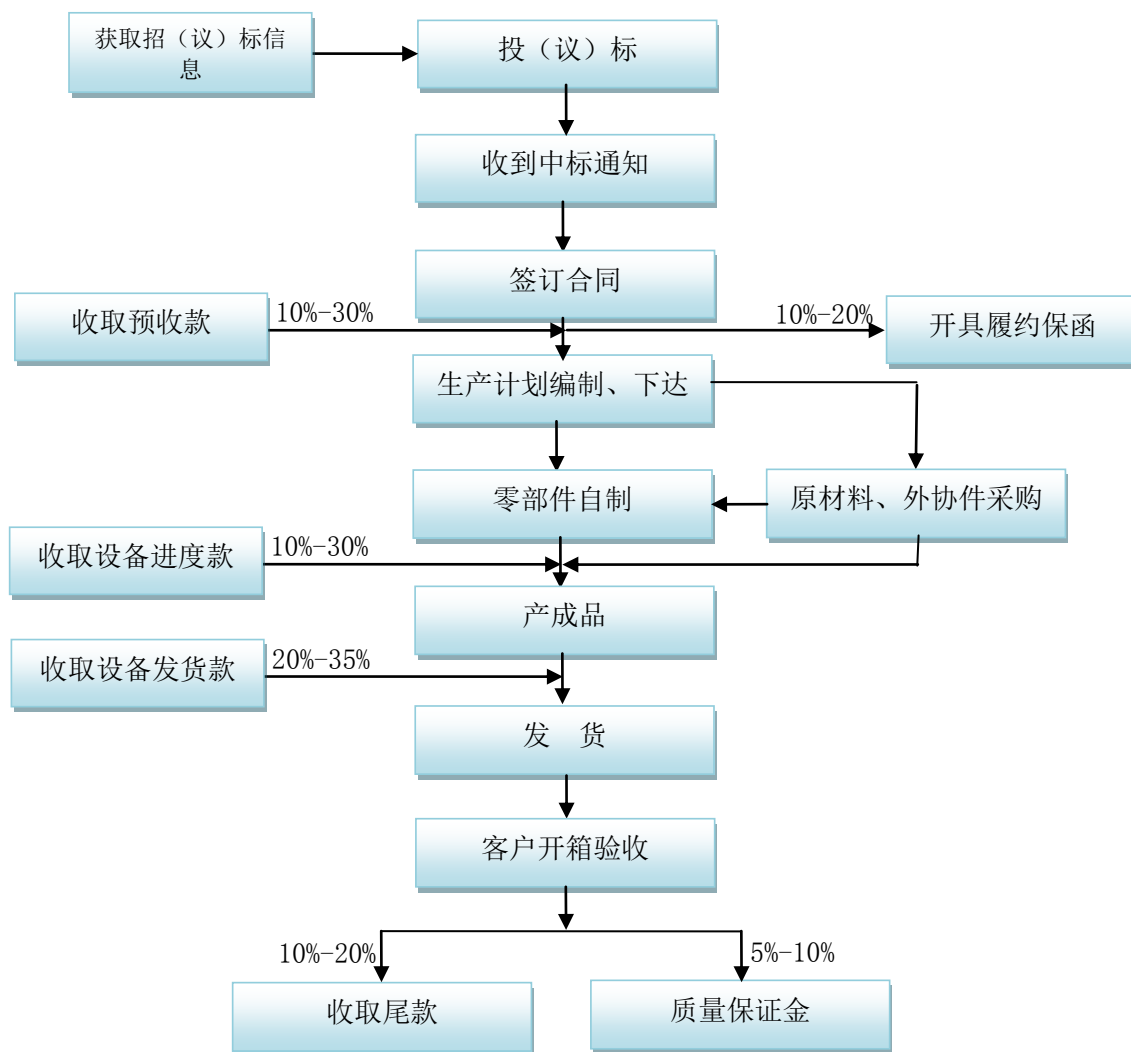 获取招（议）标信
息
投（议）标
收到中标通知
签订合同
收取预收款
10%-30%
10%-20%
开具履约保函
生产计划编制、下达
零部件自制
原材料、外协件采购
收取设备进度款
10%-30%
产成品
收取设备发货款
20%-35%
发 货
客户开箱验收
10%-20%
5%-10%
收取尾款
质量保证金